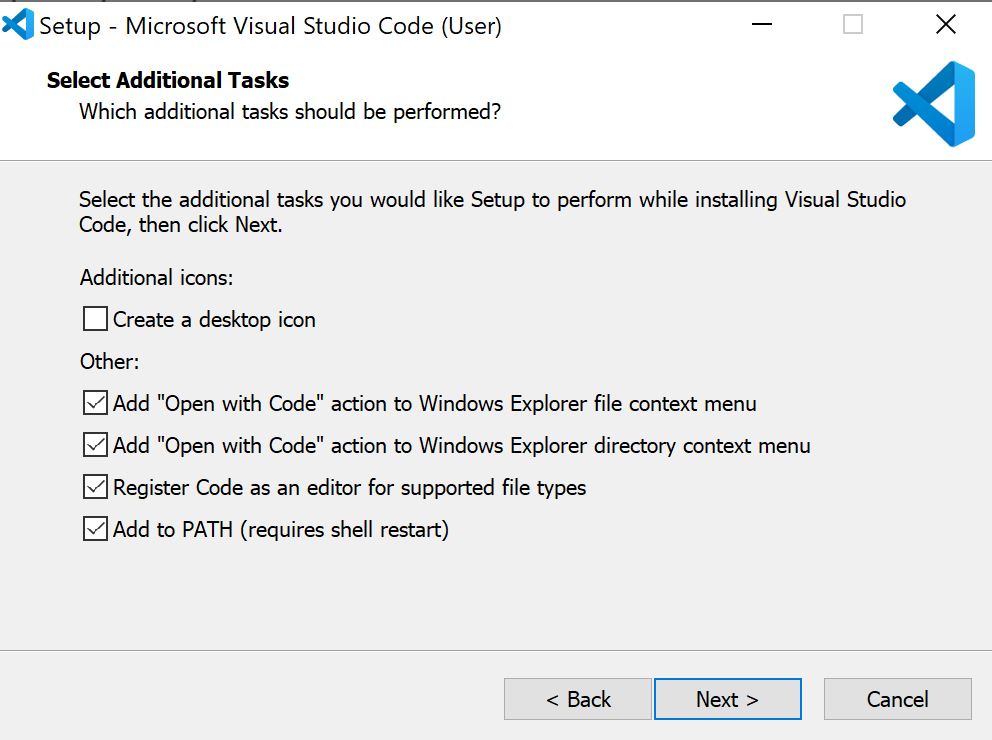 Setup - Microsoft Visual Studio Code (User)
Select Additional Tasks
Which additional tasks should be performed?
Select the additional tasks you would like Setup to perform while installing Visual Studio
Code, then click Next.
Additional icons:
Create a desktop icon
Other:
Add "Open with Code" action to Windows Explorer file context menu
Add "Open with Code" action to Windows Explorer directory context menu
Register Code as an editor for supported file types
Add to PATH (requires shell restart)
< Back Next > Cancel